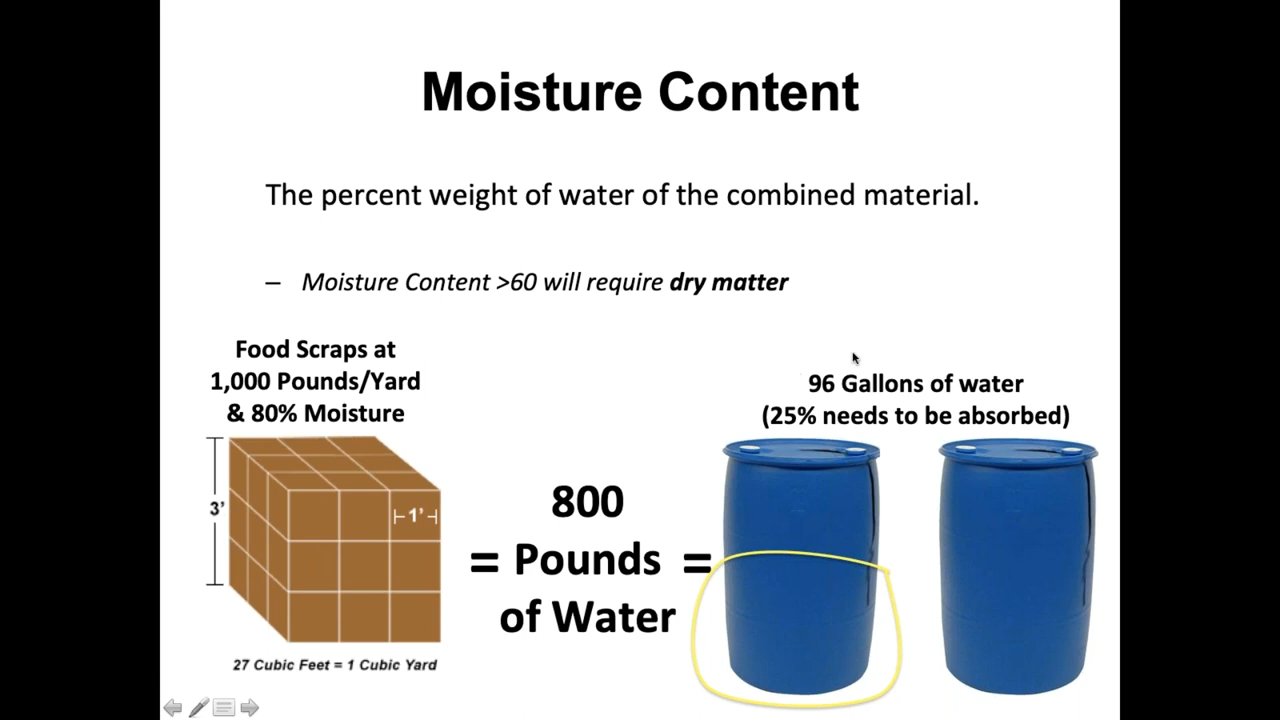 Moisture Content
The percent weight of water of the combined material.
– Moisture Content >60 will require dry matter
Food Scraps at
1,000 Pounds/Yard
& 80% Moisture
96 Gallons of water
(25% needs to be absorbed)
3'
1'
800
= Pounds =
of Water
27 Cubic Feet = 1 Cubic Yard